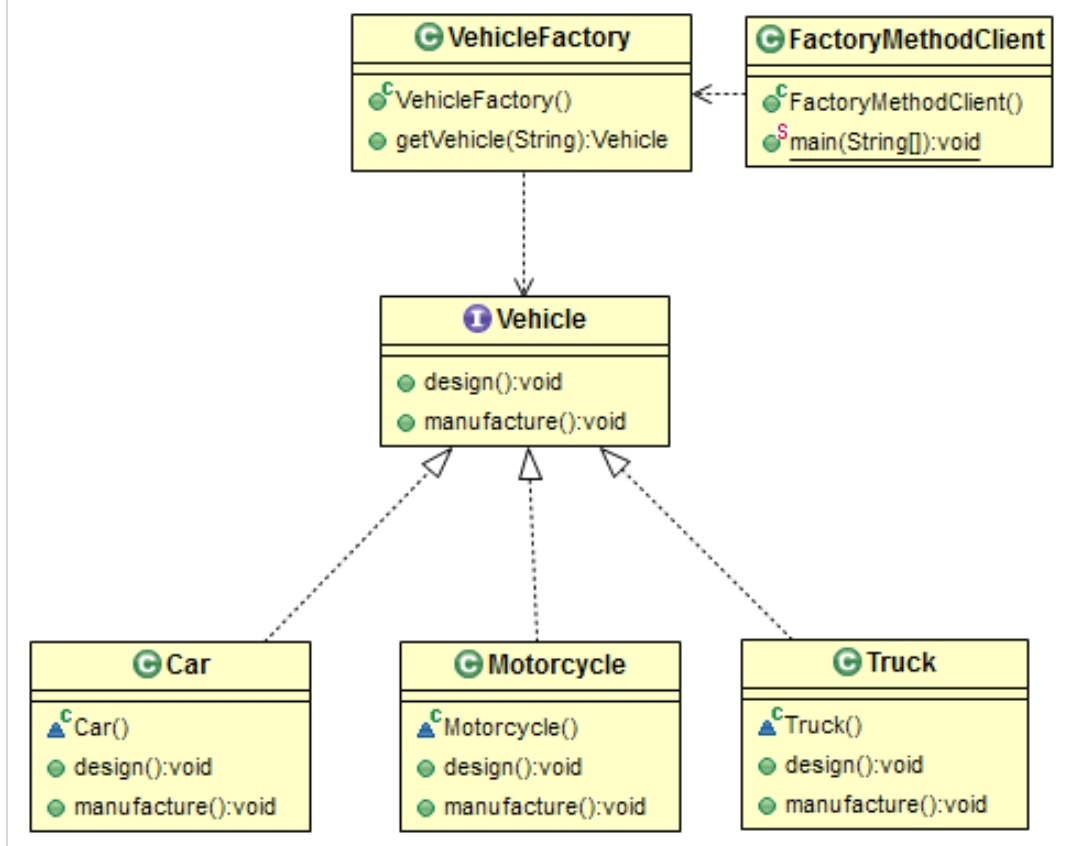 VehicleFactory
VehicleFactory()
getVehicle(String):Vehicle
FactoryMethodClient
FactoryMethodClient()
main(String[]):void
Vehicle
design():void
manufacture():void
Car
Car()
design():void
manufacture():void
Motorcycle
Motorcycle()
design():void
manufacture():void
Truck
Truck()
design():void
manufacture():void